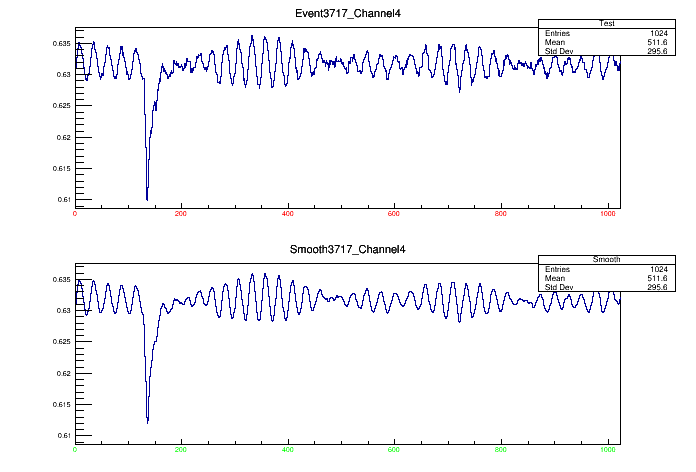 Event3717_Channel4
Test
Entries 1024
Mean 511.6
Std Dev 295.6
0.635
0.63
0.625
0.62
0.615
0.61
0 200 400 600 800 1000
Smooth3717_Channel4
Smooth
Entries 1024
Mean 511.6
Std Dev 295.6
0.635
0.63
0.625
0.62
0.615
0.61
0 200 400 600 800 1000